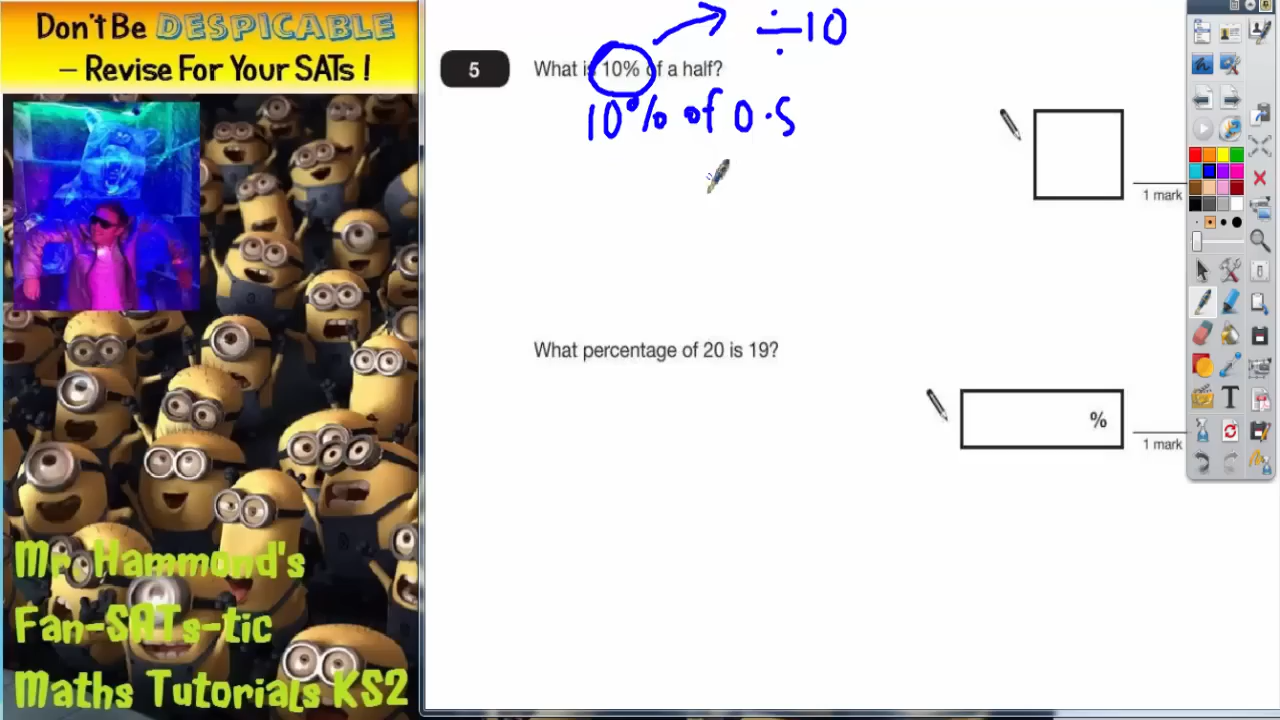 Don't Be DESPICABLE
– Revise For Your SATs !
÷10
5 What is 10% of a half?
10% of 0.5
1 mark
What percentage of 20 is 19?
%
1 mark
Mr. Hammond's
Fan-SATs-tic
Maths Tutorials KS2